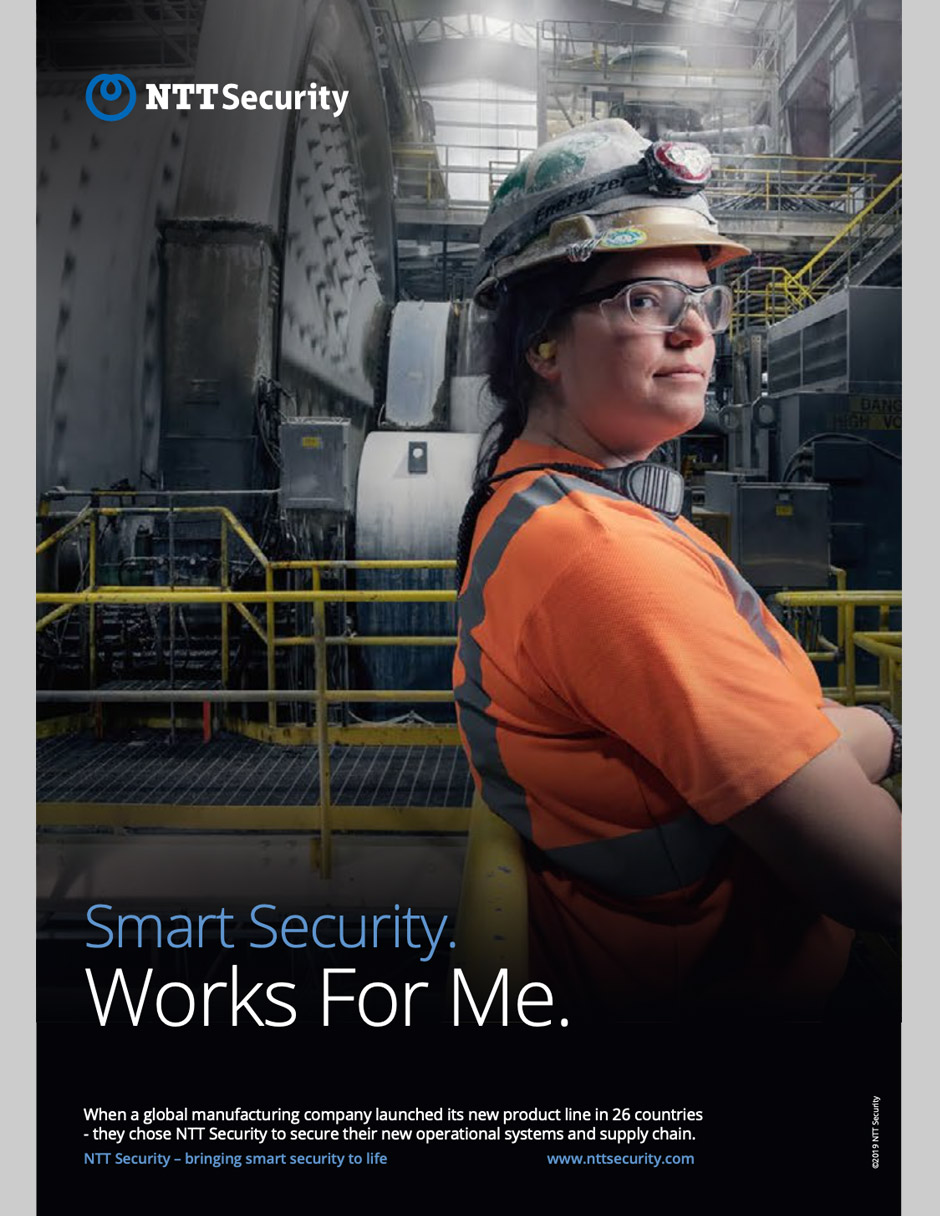 NTT Security
Energizer
DANG
HIGH VO
Smart Security.
Works For Me.
When a global manufacturing company launched its new product line in 26 countries
- they chose NTT Security to secure their new operational systems and supply chain.
NTT Security – bringing smart security to life www.nttsecurity.com
©2019 NTT Security